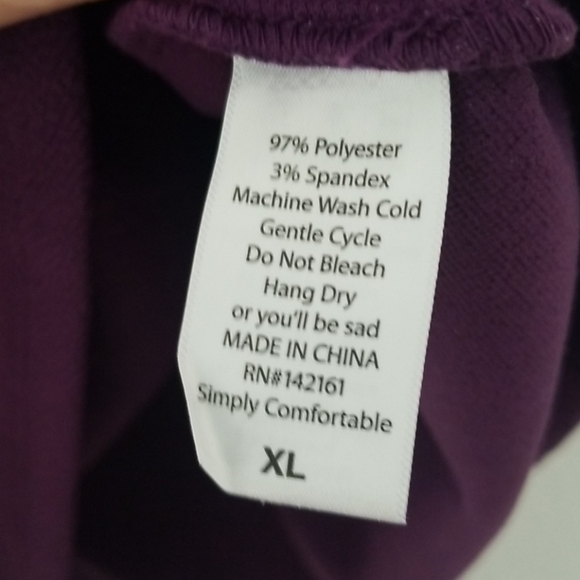 97% Polyester
3% Spandex
Machine Wash Cold
Gentle Cycle
Do Not Bleach
Hang Dry
or you'll be sad
MADE IN CHINA
RN#142161
Simply Comfortable
XL